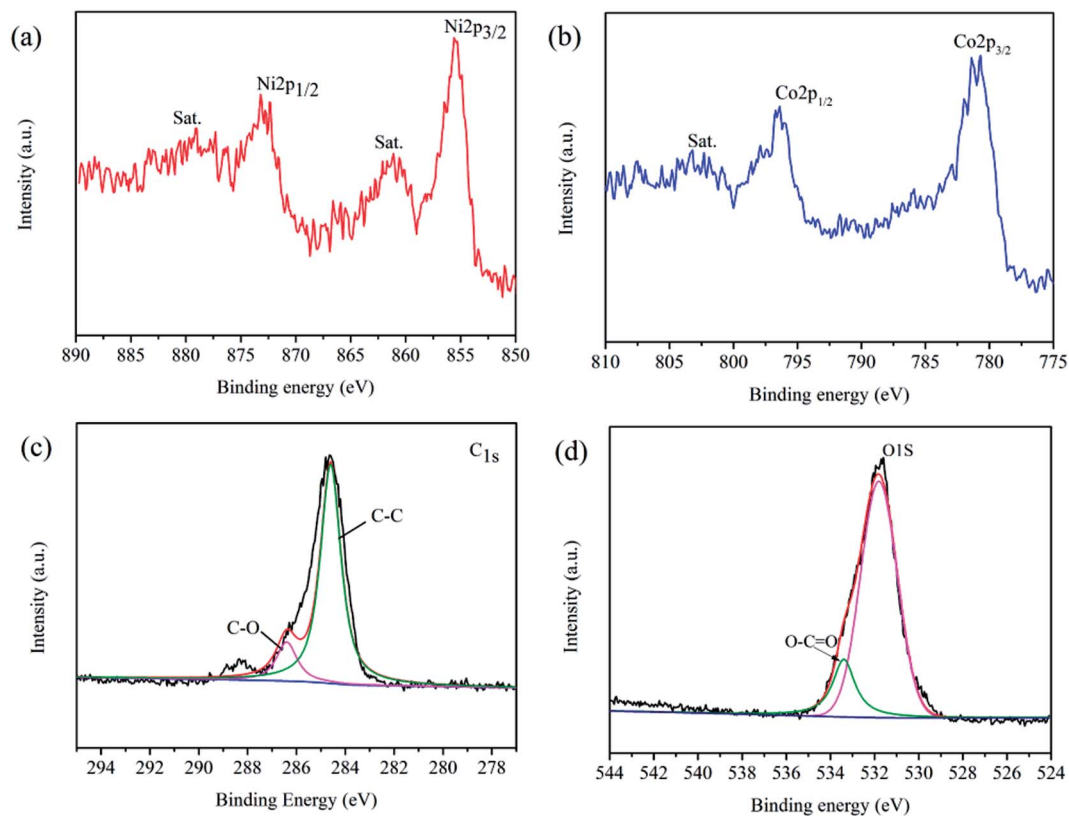 (a)
Ni2p3/2
Ni2p1/2
Sat.
Sat.
Intensity (a.u.)
890 885 880 875 870 865 860 855 850
Binding energy (eV)
(b)
Co2p3/2
Co2p1/2
Sat.
Intensity (a.u.)
810 805 800 795 790 785 780 775
Binding energy (eV)
(c)
C1s
C-C
C-O
Intensity (a.u.)
294 292 290 288 286 284 282 280 278
Binding Energy (eV)
(d)
O1S
O-C=O
Intensity (a.u.)
544 542 540 538 536 534 532 530 528 526 524
Binding energy (eV)